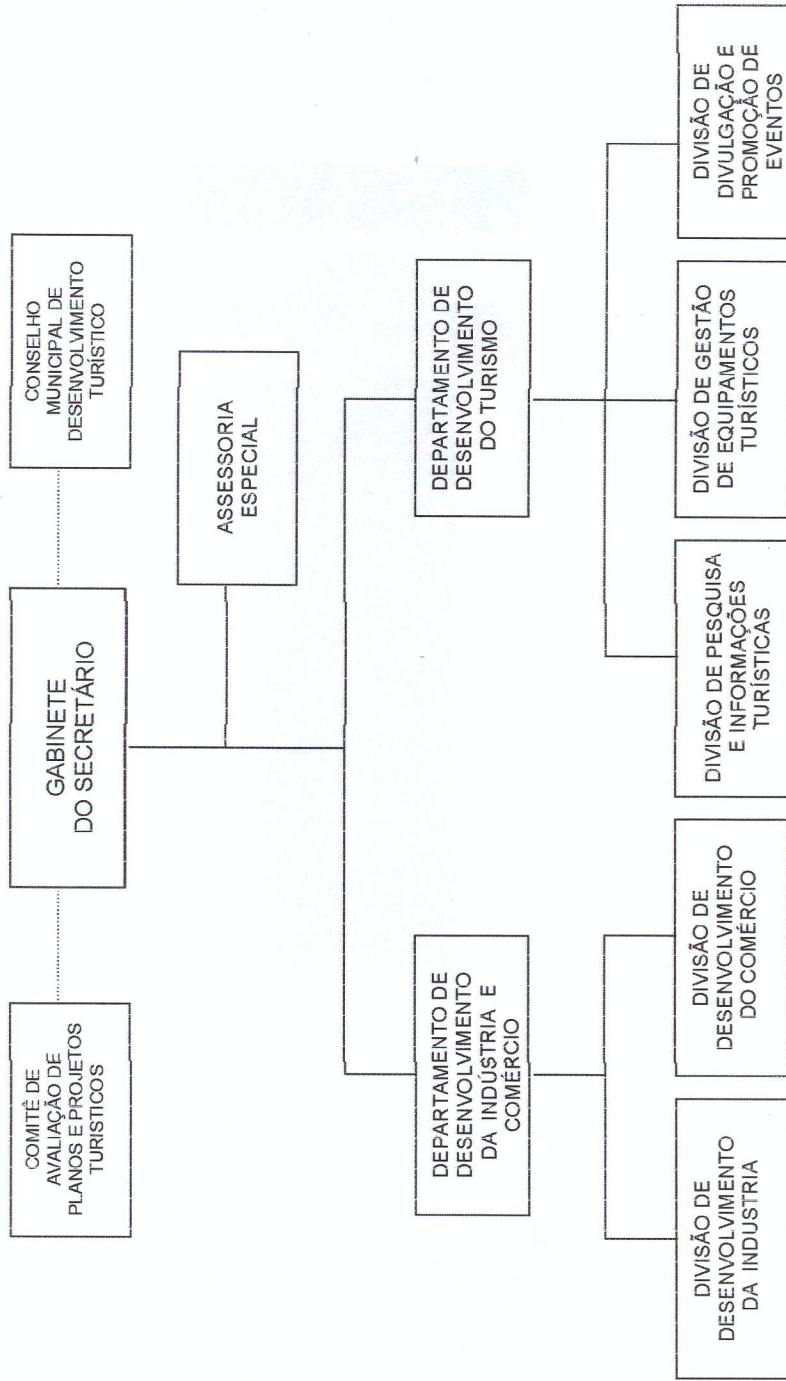 COMITÊ DE
AVALIAÇÃO DE
PLANOS E PROJETOS
TURÍSTICOS
GABINETE
DO SECRETÁRIO
CONSELHO
MUNICIPAL DE
DESENVOLVIMENTO
TURÍSTICO
ASSESSORIA
ESPECIAL
DEPARTAMENTO DE
DESENVOLVIMENTO
DA INDÚSTRIA E
COMÉRCIO
DEPARTAMENTO DE
DESENVOLVIMENTO
DO TURISMO
DIVISÃO DE
DESENVOLVIMENTO
DA INDUSTRIA
DIVISÃO DE
DESENVOLVIMENTO
DO COMÉRCIO
DIVISÃO DE PESQUISA
E INFORMAÇÕES
TURÍSTICAS
DIVISÃO DE GESTÃO
DE EQUIPAMENTOS
TURÍSTICOS
DIVISÃO DE
DIVULGAÇÃO E
PROMOÇÃO DE
EVENTOS